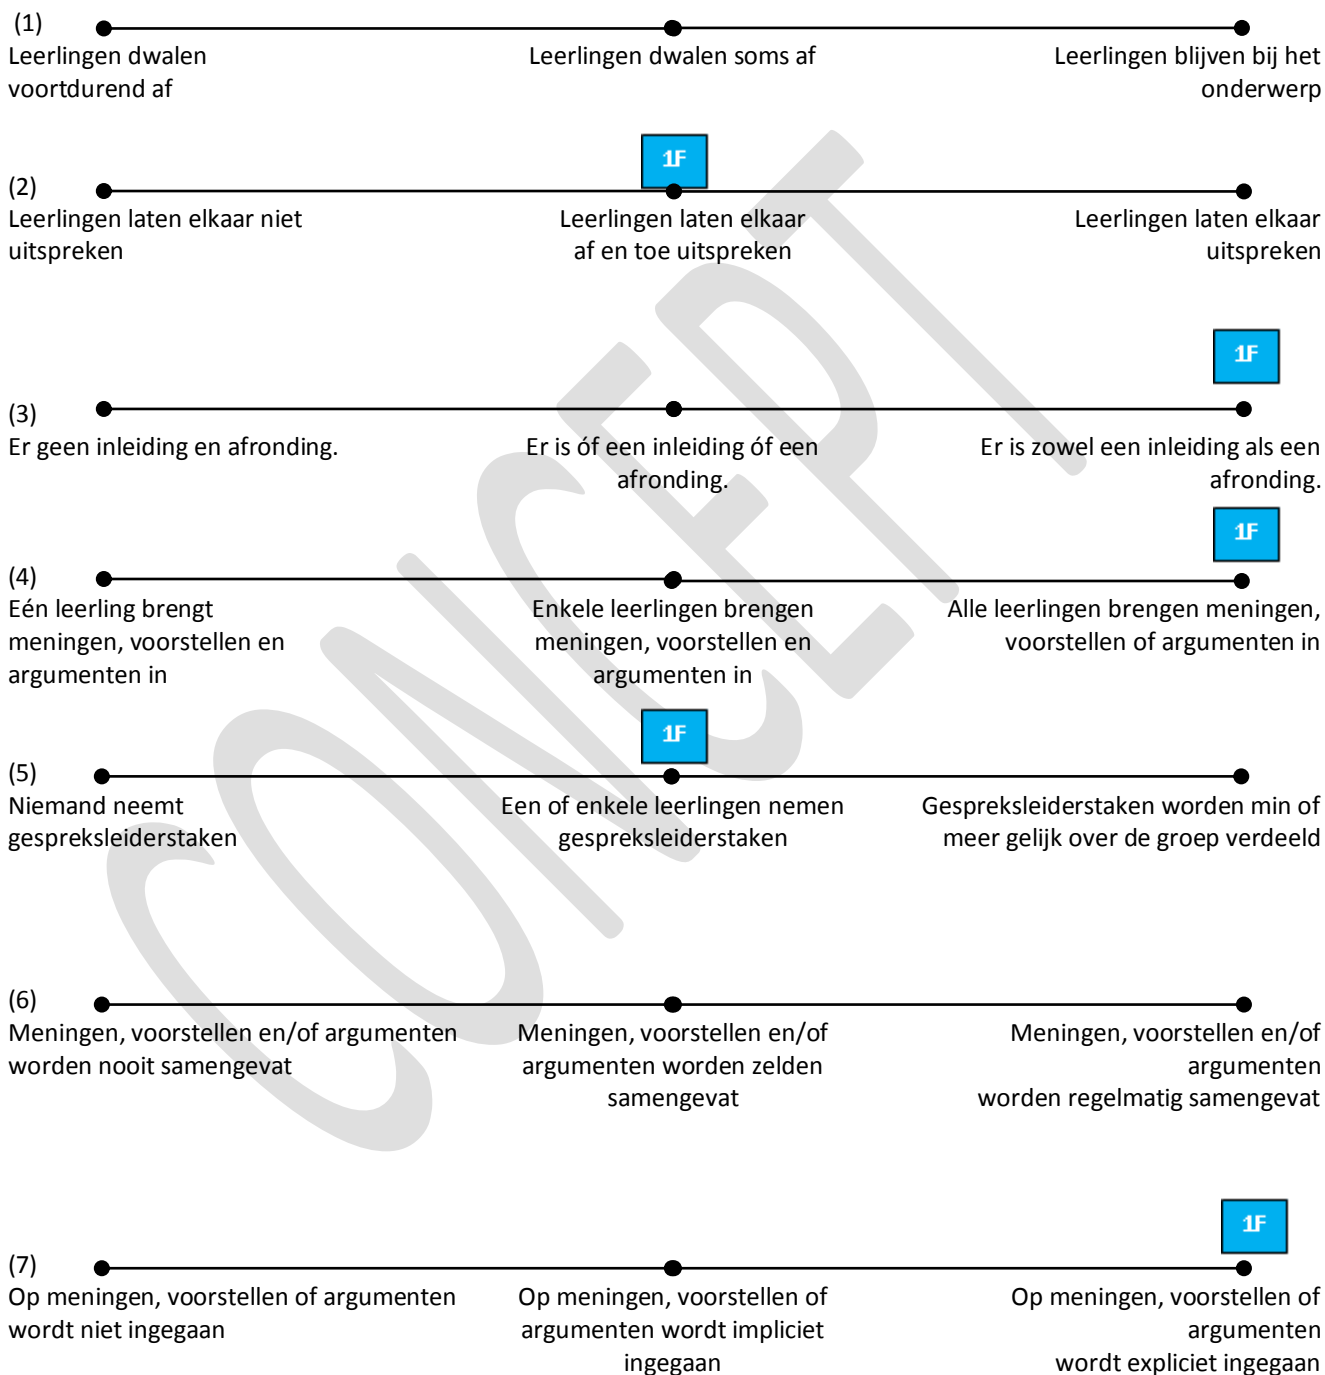 (1)
Leerlingen dwalen
voortdurend af
Leerlingen dwalen soms af
Leerlingen blijven bij het
onderwerp
1F
(2)
Leerlingen laten elkaar niet
uitspreken
Leerlingen laten elkaar
af en toe uitspreken
Leerlingen laten elkaar
uitspreken
1F
(3)
Er geen inleiding en afronding.
Er is óf een inleiding óf een
afronding.
Er is zowel een inleiding als een
afronding.
1F
(4)
Eén leerling brengt
meningen, voorstellen en
argumenten in
Enkele leerlingen brengen
meningen, voorstellen en
argumenten in
Alle leerlingen brengen meningen,
voorstellen of argumenten in
1F
(5)
Niemand neemt
gespreksleiderstaken
Een of enkele leerlingen nemen
gespreksleiderstaken
Gespreksleiderstaken worden min of
meer gelijk over de groep verdeeld
(6)
Meningen, voorstellen en/of argumenten
worden nooit samengevat
Meningen, voorstellen en/of
argumenten worden zelden
samengevat
Meningen, voorstellen en/of
argumenten
worden regelmatig samengevat
1F
(7)
Op meningen, voorstellen of argumenten
wordt niet ingegaan
Op meningen, voorstellen of
argumenten wordt impliciet
ingegaan
Op meningen, voorstellen of
argumenten
wordt expliciet ingegaan
CONCEPT